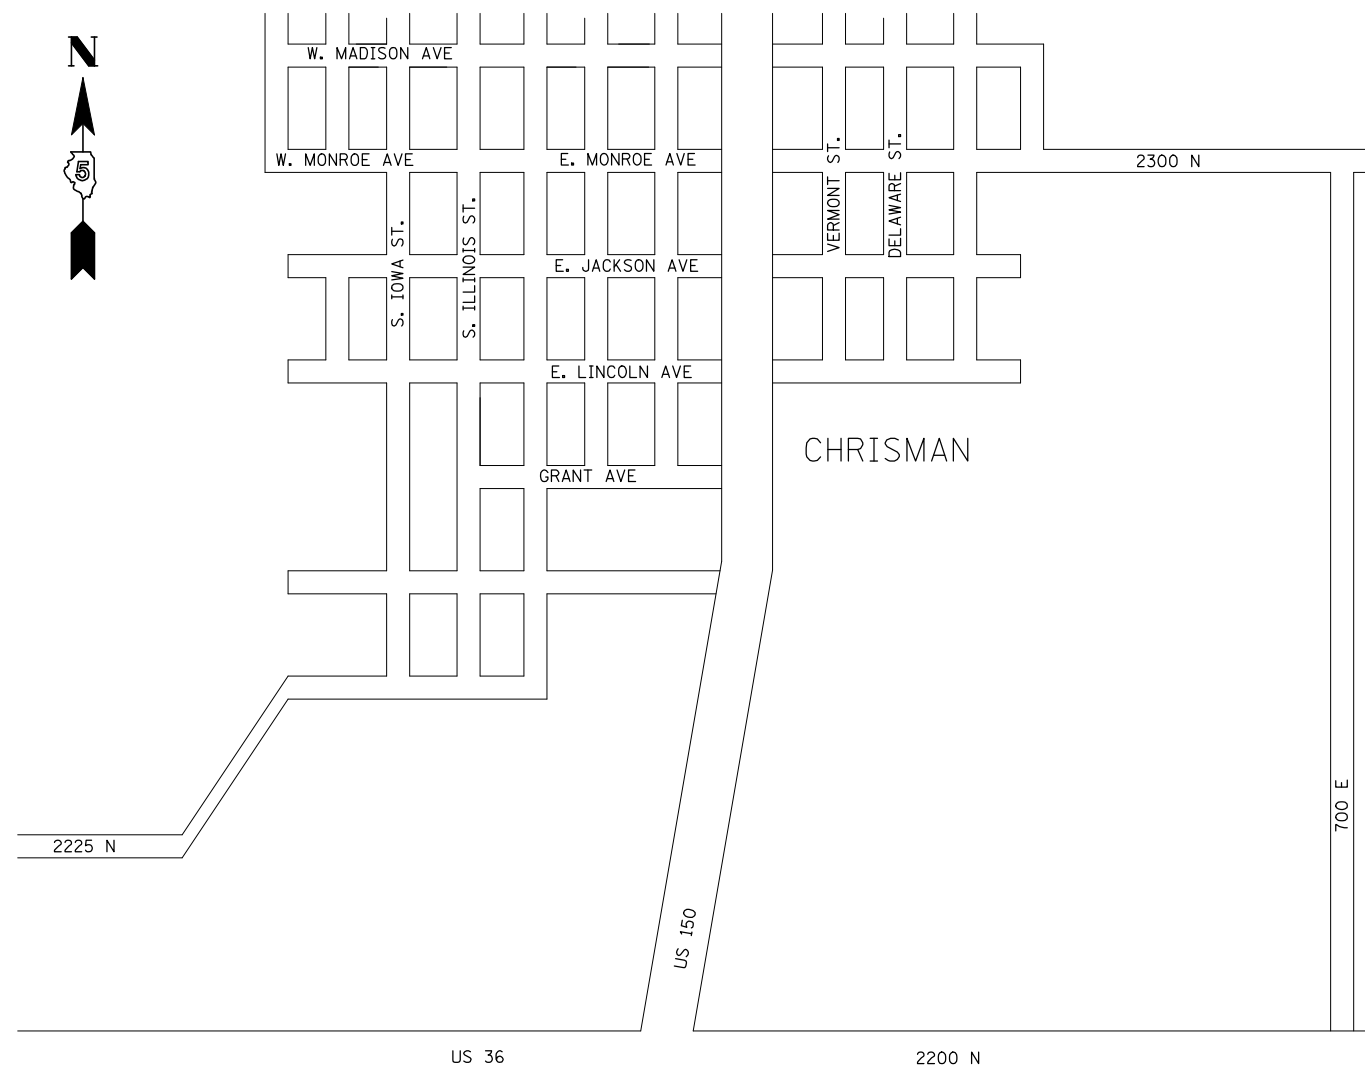 N
W. MADISON AVE
5
W. MONROE AVE
E. MONROE AVE
VERMONT ST.
DELAWARE ST.
2300 N
S. IOWA ST.
S. ILLINOIS ST.
E. JACKSON AVE
E. LINCOLN AVE
CHRISMAN
GRANT AVE
700 E
2225 N
US 150
US 36
2200 N